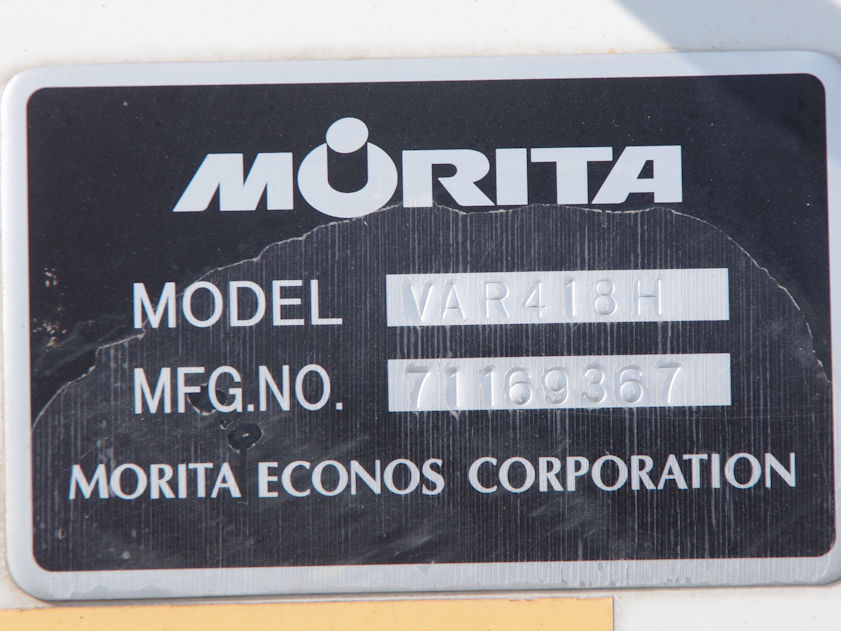 MORITA
MODEL VAR418H
MFG.NO. 71169367
MORITA ECONOS CORPORATION